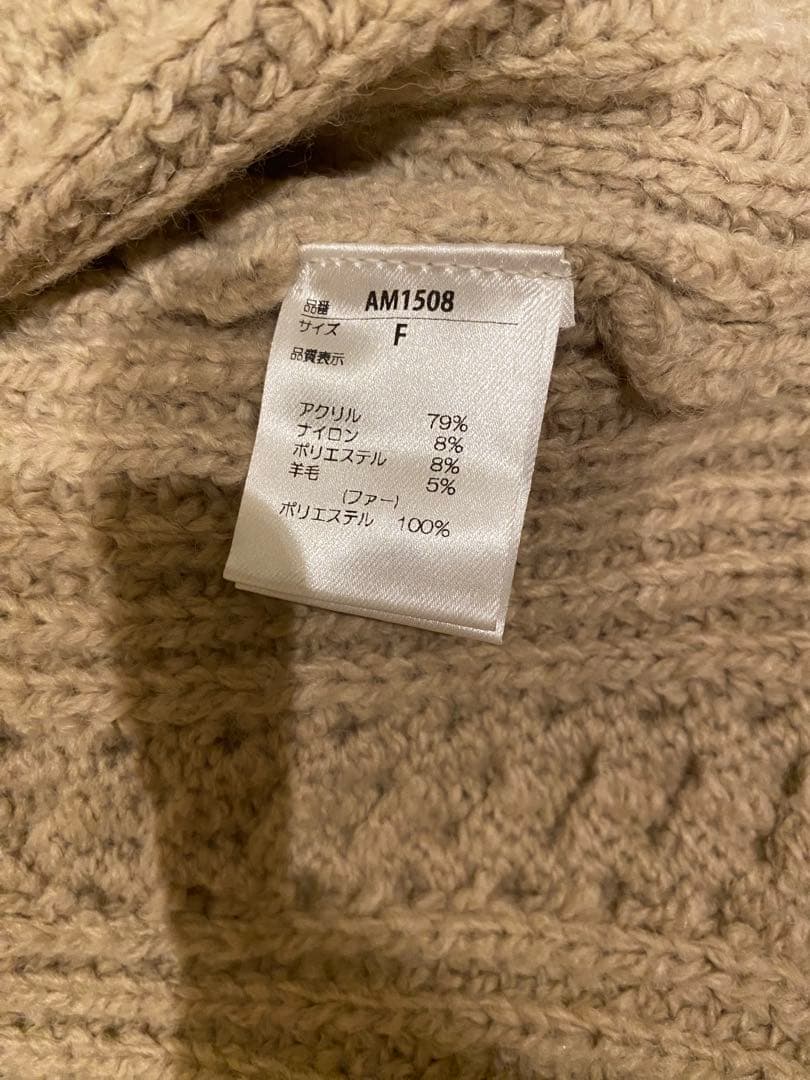 品番 AM1508
サイズ F
品質表示
アクリル 79%
ナイロン 8%
ポリエステル 8%
羊毛 5%
(ファー)
ポリエステル 100%